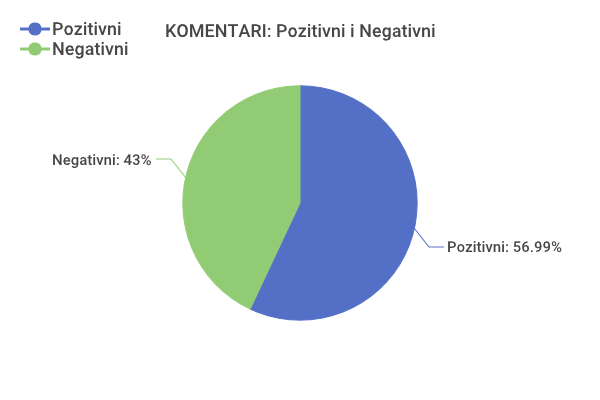 Pozitivni
Negativni
KOMENTARI: Pozitivni i Negativni
Negativni: 43%
Pozitivni: 56.99%